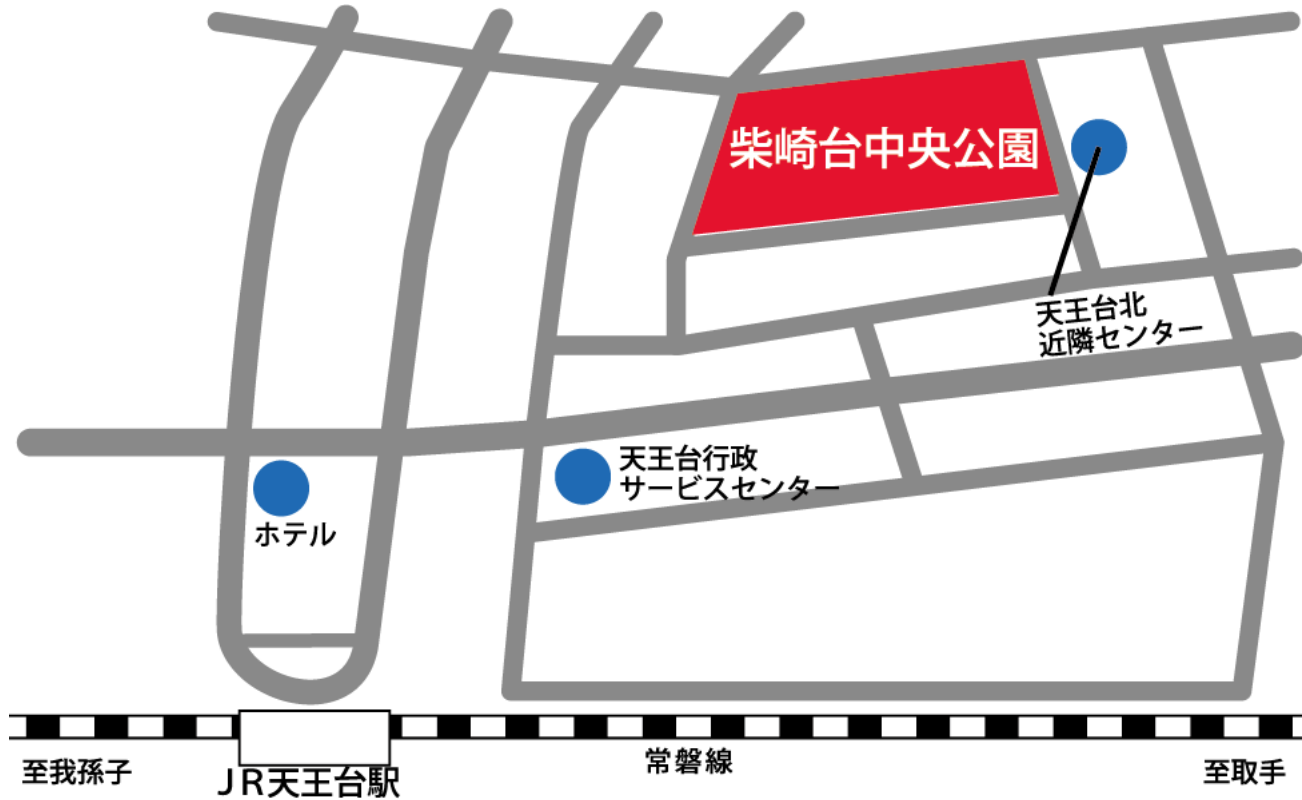 柴崎台中央公園
天王台北
近隣センター
天王台行政
サービスセンター
ホテル
常磐線
至我孫子
JR天王台駅
至取手